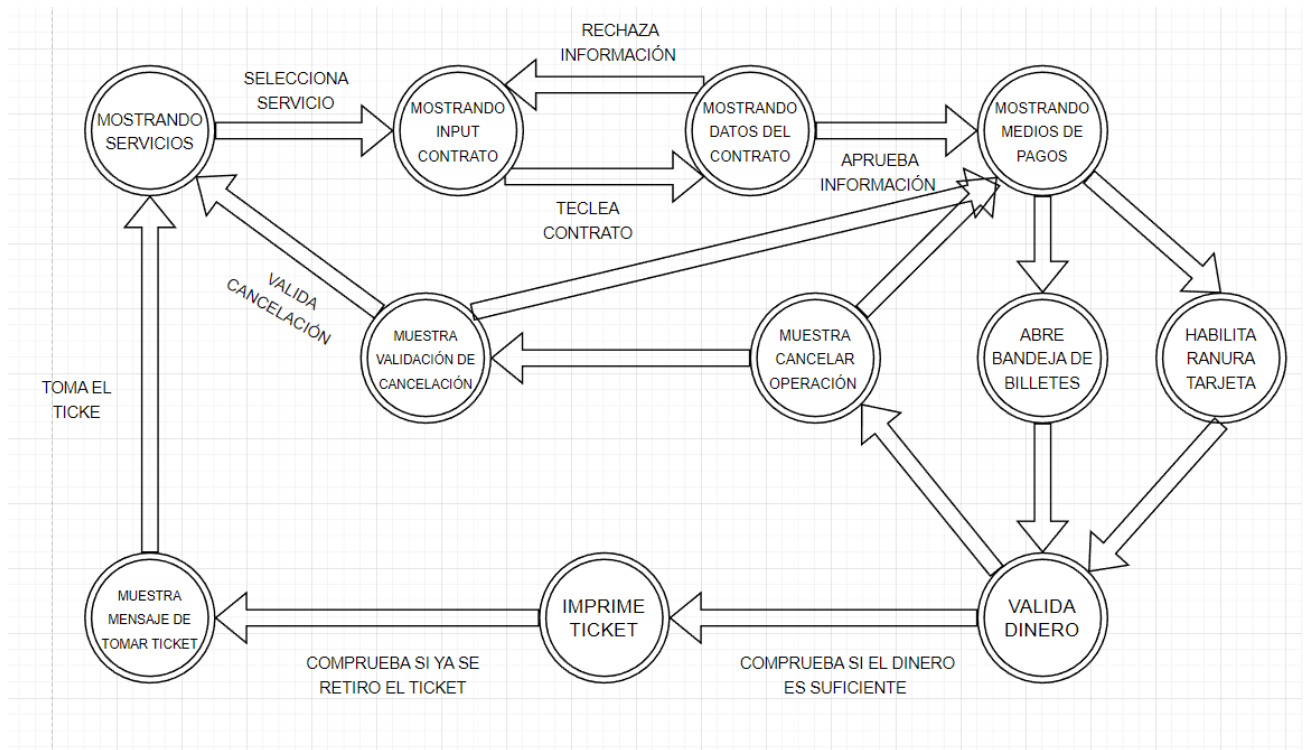 RECHAZA
INFORMACIÓN
SELECCIONA
SERVICIO
MOSTRANDO
SERVICIOS
MOSTRANDO
INPUT
CONTRATO
MOSTRANDO
DATOS DEL
CONTRATO
MOSTRANDO
MEDIOS DE
PAGOS
APRUEBA
INFORMACIÓN
TECLEA
CONTRATO
VALIDA
CANCELACIÓN
MUESTRA
VALIDACIÓN DE
CANCELACIÓN
MUESTRA
CANCELAR
OPERACIÓN
ABRE
BANDEJA DE
BILLETES
HABILITA
RANURA
TARJETA
TOMA EL
TICKE
MUESTRA
MENSAJE DE
TOMAR TICKET
IMPRIME
TICKET
VALIDA
DINERO
COMPRUEBA SI YA SE
RETIRO EL TICKET
COMPRUEBA SI EL DINERO
ES SUFICIENTE